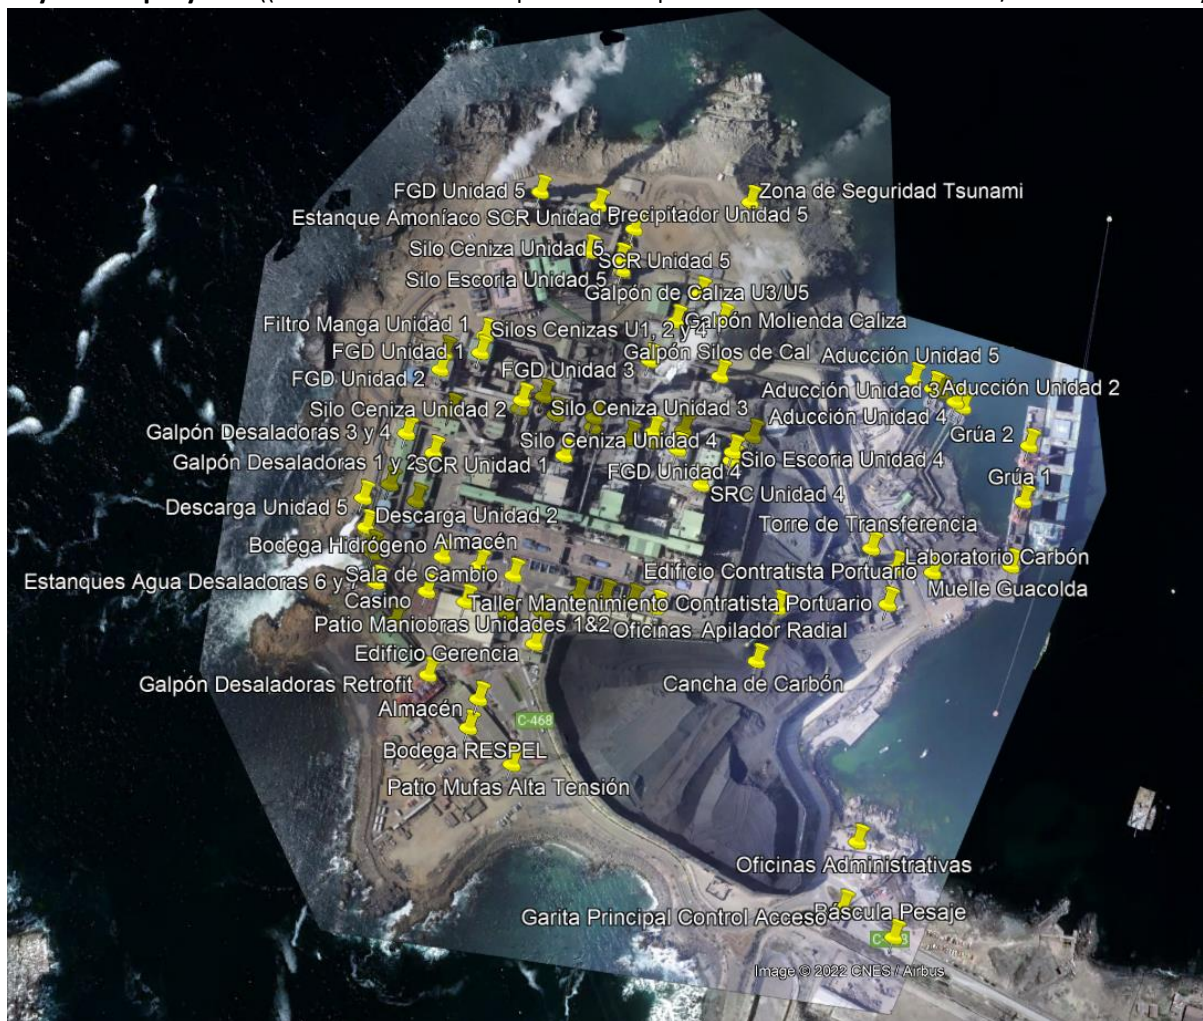 FGD Unidad 5
Zona de Seguridad Tsunami
Estanque Amoníaco SCR Unidad 5
Precipitador Unidad 5
Silo Ceniza Unidad 5
SCR Unidad 5
Silo Escoria Unidad 5
Galpón de Caliza U3/U5
Filtro Manga Unidad 1
Silos Cenizas U1, 2 y 4
Galpón Molienda Caliza
FGD Unidad 1
Galpón Silos de Cal
Aducción Unidad 5
FGD Unidad 2
FGD Unidad 3
Aducción Unidad 3
Aducción Unidad 2
Silo Ceniza Unidad 2
Silo Ceniza Unidad 3
Aducción Unidad 4
Galpón Desaladoras 3 y 4
Silo Ceniza Unidad 4
Grúa 2
Galpón Desaladoras 1 y 2
SCR Unidad 1
FGD Unidad 4
Silo Escoria Unidad 4
Grúa 1
SRC Unidad 4
Descarga Unidad 5
Descarga Unidad 2
Torre de Transferencia
Bodega Hidrógeno
Almacén
Laboratorio Carbón
Estanques Agua Desaladoras 6 y
Sala de Cambio
Edificio Contratista Portuario
Muelle Guacolda
Casino
Taller Mantenimiento Contratista Portuario
Patio Maniobras Unidades 1&2
Oficinas
Apilador Radial
Edificio Gerencia
Galpón Desaladoras Retrofit
Cancha de Carbón
Almacén
C-468
Bodega RESPEL
Patio Mufas Alta Tensión
Oficinas Administrativas
Garita Principal Control Acceso
Báscula Pesaje
Image © 2022 CNES / Airbus